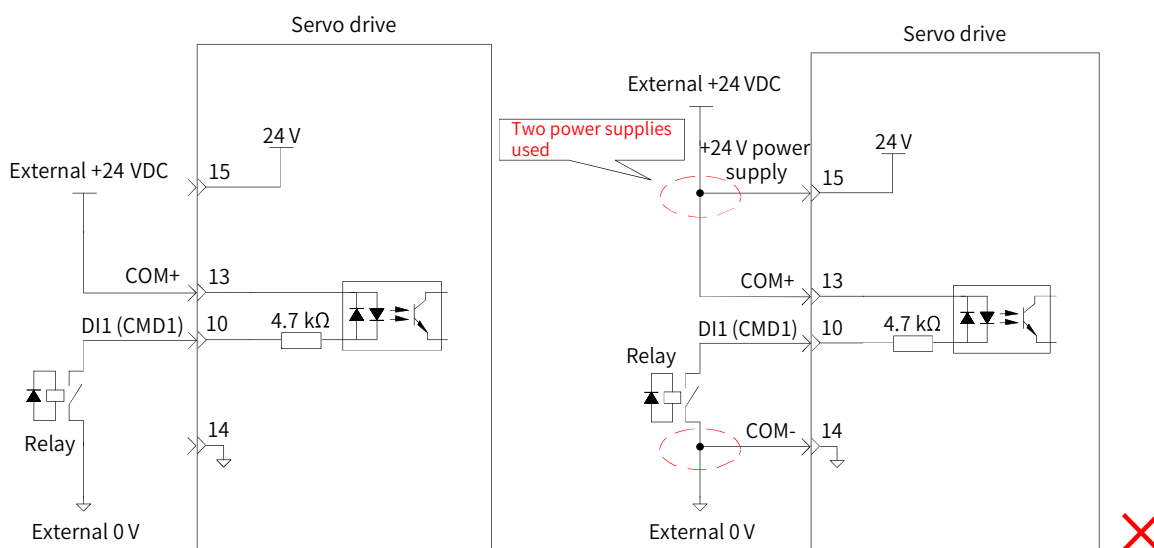 Servo drive
24 V
External +24 VDC
15
COM+
13
DI1 (CMD1)
10
4.7 kΩ
Relay
14
External 0 V
Servo drive
External +24 VDC
Two power supplies
used
+24 V power
supply
24 V
15
COM+
13
DI1 (CMD1)
10
4.7 kΩ
Relay
COM-
14
External 0 V